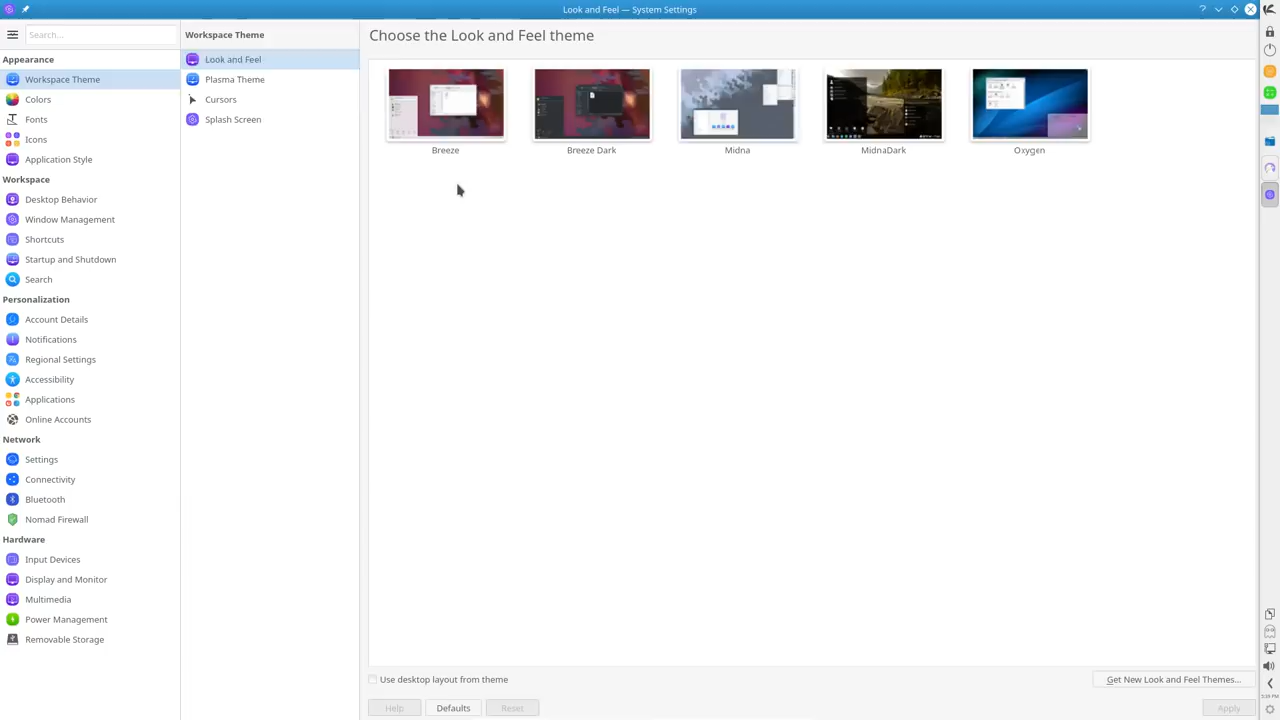 Look and Feel — System Settings
Search...
Appearance
Workspace Theme
Colors
Fonts
Icons
Application Style
Workspace
Desktop Behavior
Window Management
Shortcuts
Startup and Shutdown
Search
Personalization
Account Details
Notifications
Regional Settings
Accessibility
Applications
Online Accounts
Network
Settings
Connectivity
Bluetooth
Nomad Firewall
Hardware
Input Devices
Display and Monitor
Multimedia
Power Management
Removable Storage
Workspace Theme
Look and Feel
Plasma Theme
Cursors
Splash Screen
Choose the Look and Feel theme
Breeze
Breeze Dark
Midna
MidnaDark
Oxygen
Use desktop layout from theme
Get New Look and Feel Themes...
Help
Defaults
Reset
Apply